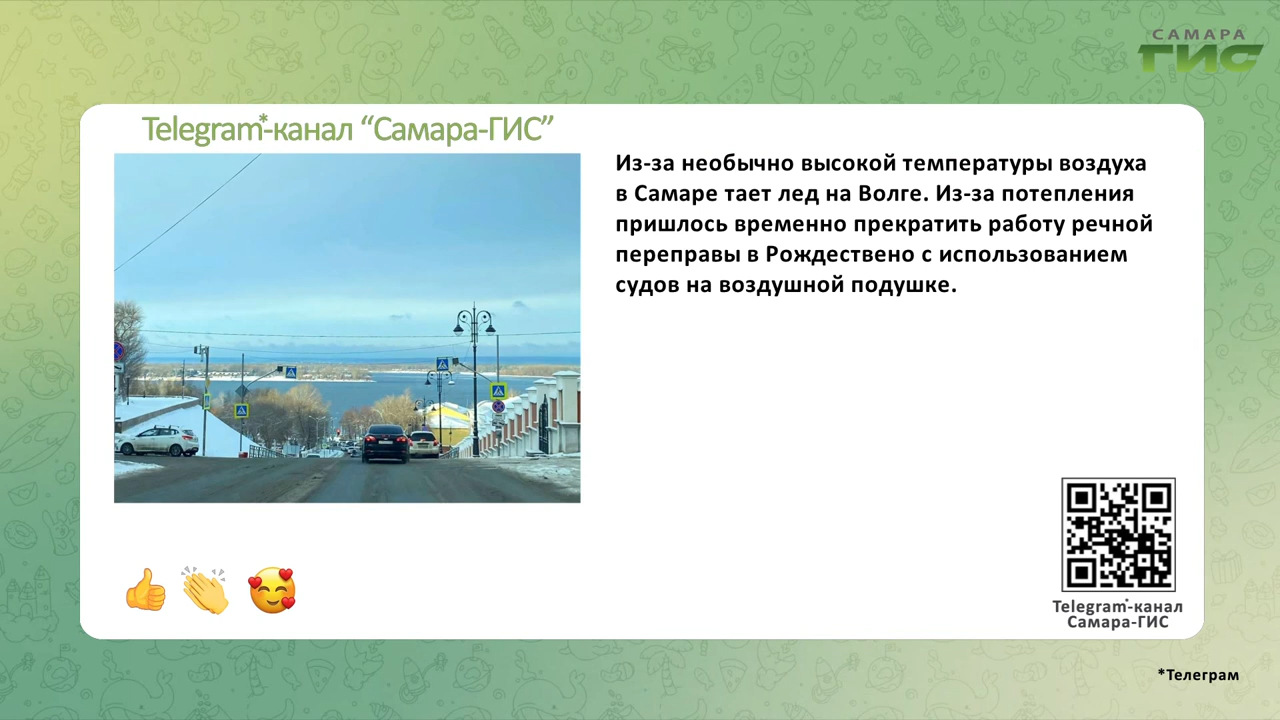 САМАРА
ГИС
Telegram*-канал “Самара-ГИС”
Из-за необычно высокой температуры воздуха
в Самаре тает лед на Волге. Из-за потепления
пришлось временно прекратить работу речной
переправы в Рождествено с использованием
судов на воздушной подушке.
Telegram*-канал
Самара-ГИС
*Телеграм